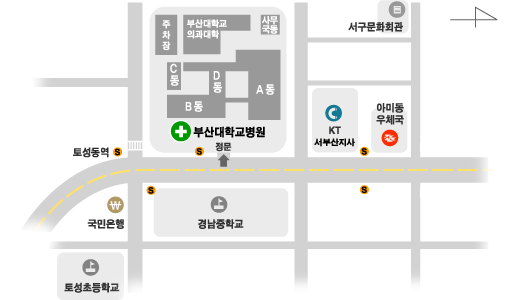 주차장
부산대학교
의과대학
사무국동
서구문화회관
C동
D동
A동
B동
부산대학교병원
정문
KT
서부산지사
아미동
우체국
토성동역
S
S
S
S
S
국민은행
경남중학교
토성초등학교